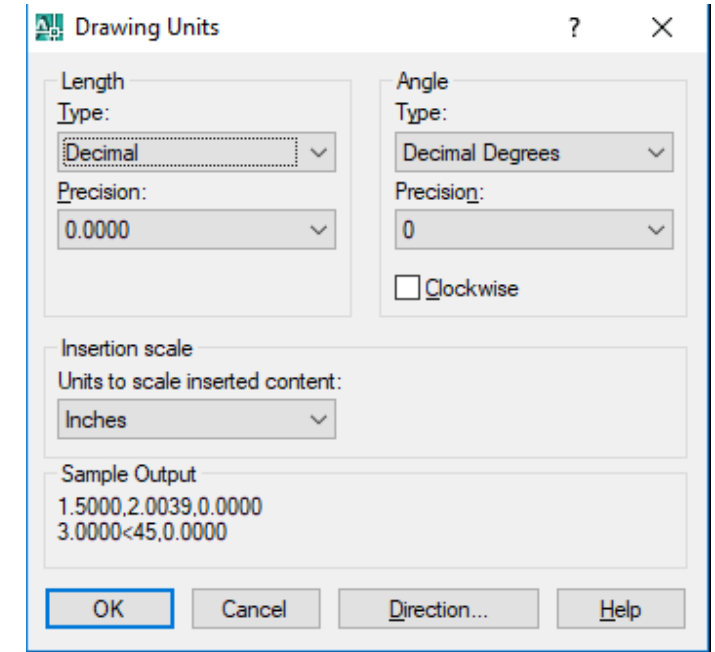 Drawing Units
?
Length
Type:
Decimal
Precision:
0.0000
Angle
Type:
Decimal Degrees
Precision:
0
Clockwise
Insertion scale
Units to scale inserted content:
Inches
Sample Output
1.5000,2.0039,0.0000
3.0000<45,0.0000
OK
Cancel
Direction...
Help